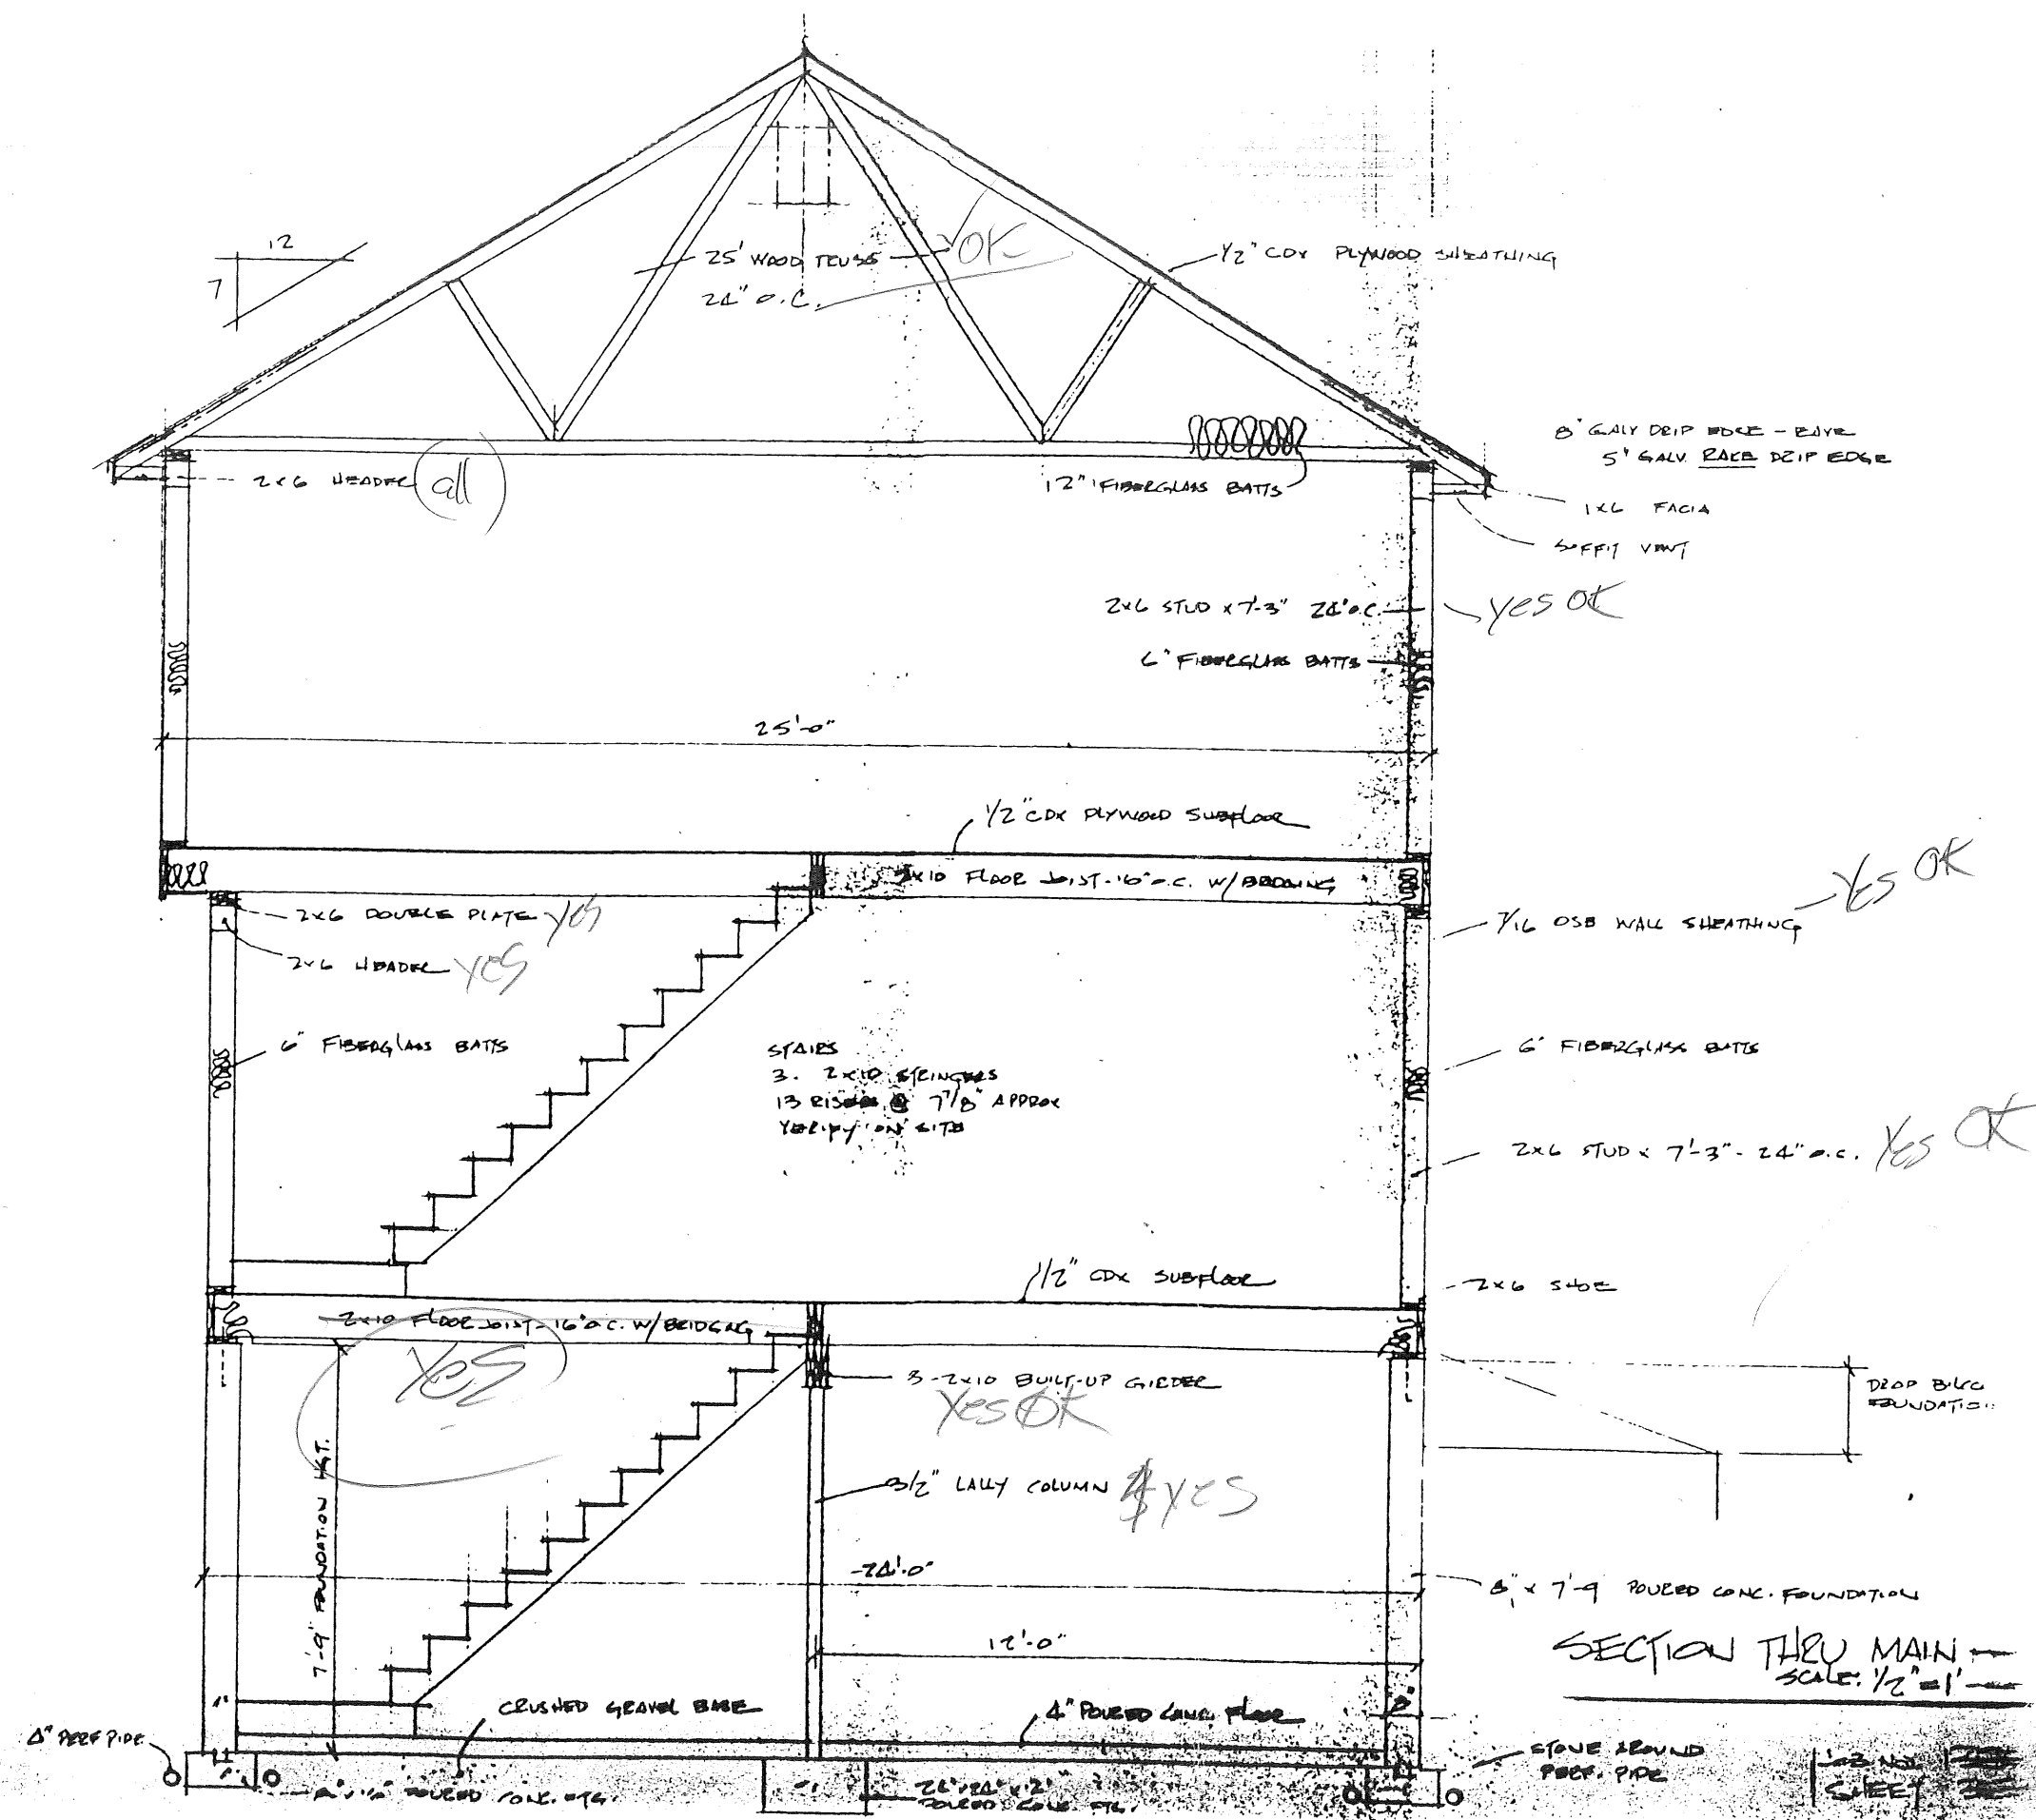 12
7
25' WOOD TRUSS
24" O.C.
OK
1/2" CDX PLYWOOD SHEATHING
8" GALV DRIP EDGE - EAVE
5" GALV. RAKE DRIP EDGE
2x6 HEADER
all
12" FIBERGLASS BATTS
1x6 FACIA
SOFFIT VENT
2x6 STUD x 7'-3" 24" O.C.
yes OK
6" FIBERGLASS BATTS
25'-0"
1/2" CDX PLYWOOD SUBFLOOR
2x10 FLOOR JOIST-16" O.C. W/ BRIDGING
Yes OK
2x6 DOUBLE PLATE
yes
7/16 OSB WALL SHEATHING
2x6 HEADER
yes
6" FIBERGLASS BATTS
STAIRS
3. 2x10 STRINGERS
13 RISERS @ 7 7/8" APPROX
VERIFY ON SITE
6" FIBERGLASS BATTS
2x6 STUD x 7'-3" - 24" O.C.
Yes OK
1/2" CDX SUBFLOOR
2x6 SHOE
2x10 FLOOR JOIST-16" O.C. W/ BRIDGING
Yes
3-2x10 BUILT-UP GIRDER
Yes OK
DROP
FOUNDATION
7'-9" FOUNDATION HGT.
3 1/2" LALLY COLUMN
yes
24'-0"
8" x 7'-9" POURED CONC. FOUNDATION
12'-0"
SECTION THRU MAIN
SCALE: 1/2" = 1'
CRUSHED GRAVEL BASE
4" POURED CONC. FLOOR
4" PERF PIPE
STONE AROUND
PERF. PIPE
POURED CONC. FTG.
24" x 24" x 12"
POURED CONC. FTG.
JOB NO.
SHEET